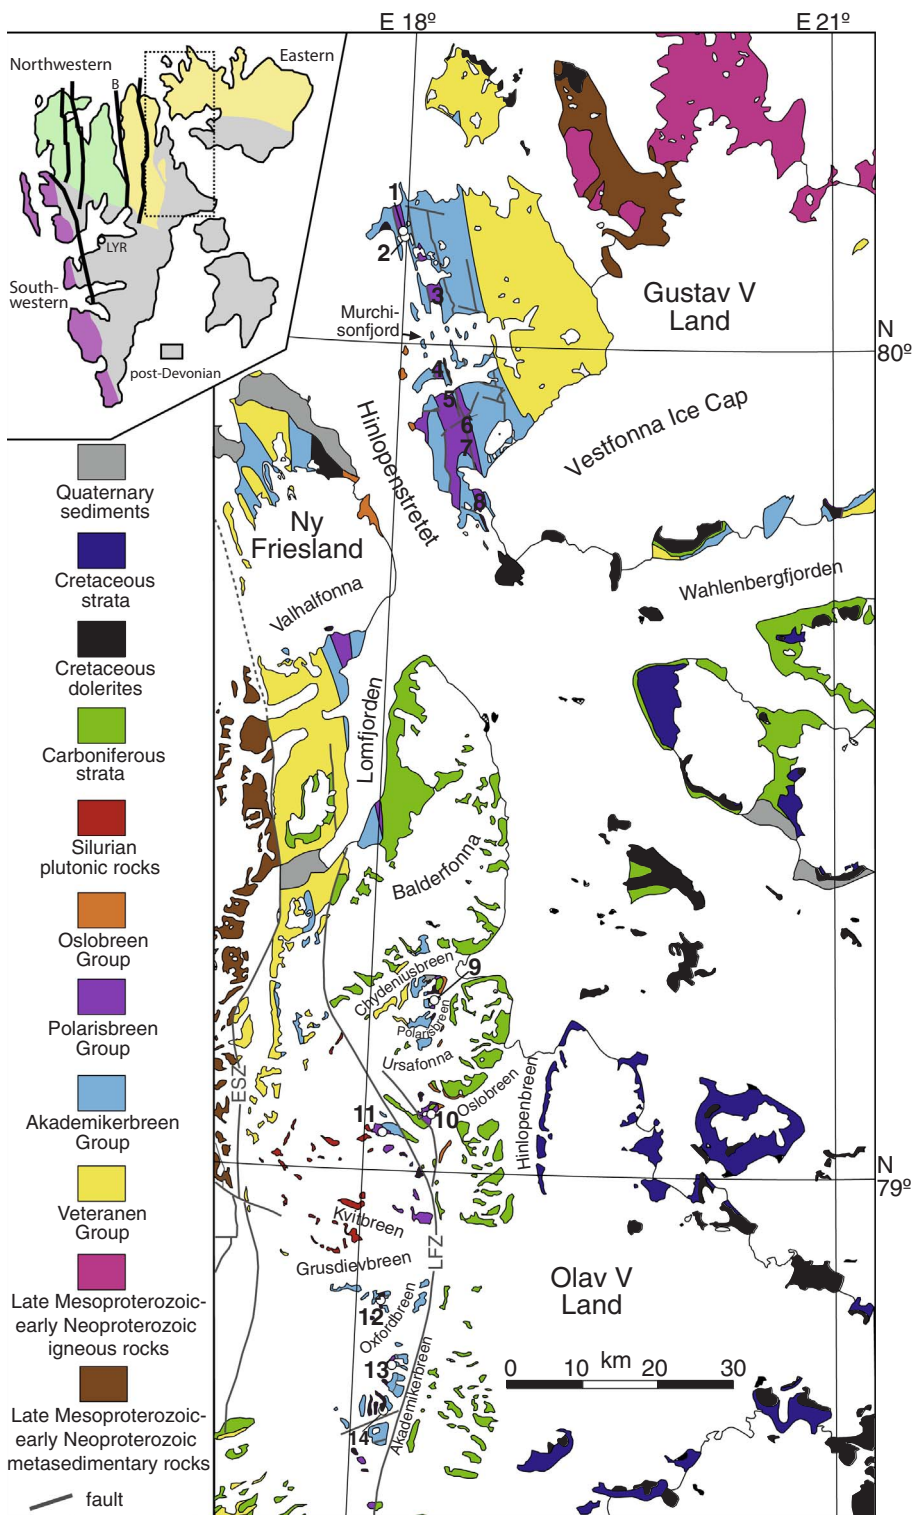 E 18º
E 21º
Northwestern
B
Eastern
LYR
South-
western
post-Devonian
1
2
3
Murchi-
sonfjord
4
5
6
7
8
Gustav V
Land
N
80º
Hinlopenstretet
Vestfonna Ice Cap
Ny
Friesland
Valhalfonna
Wahlenbergfjorden
Lomfjorden
Balderfonna
Chydeniusbreen
9
Polarisbreen
Ursafonna
Oslobreen
10
11
Hinlopenbreen
ESZ
N
79º
Kvitbreen
Grusdievbreen
LFZ
Olav V
Land
12
Oxfordbreen
13
Akademikerbreen
14
0 10 km 20 30
Quaternary
sediments
Cretaceous
strata
Cretaceous
dolerites
Carboniferous
strata
Silurian
plutonic rocks
Oslobreen
Group
Polarisbreen
Group
Akademikerbreen
Group
Veteranen
Group
Late Mesoproterozoic-
early Neoproterozoic
igneous rocks
Late Mesoproterozoic-
early Neoproterozoic
metasedimentary rocks
fault